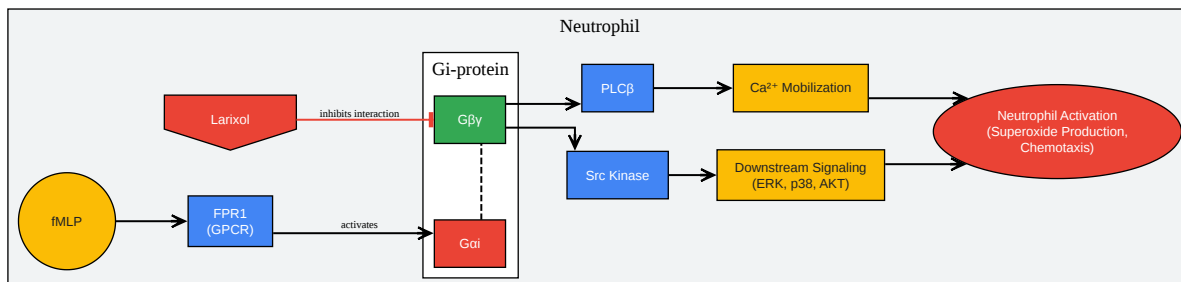 Neutrophil
Gi-protein
PLCβ
Ca²⁺ Mobilization
Larixol
inhibits interaction
Gβγ
Neutrophil Activation
(Superoxide Production,
Chemotaxis)
Src Kinase
Downstream Signaling
(ERK, p38, AKT)
fMLP
FPR1
(GPCR)
activates
Gαi